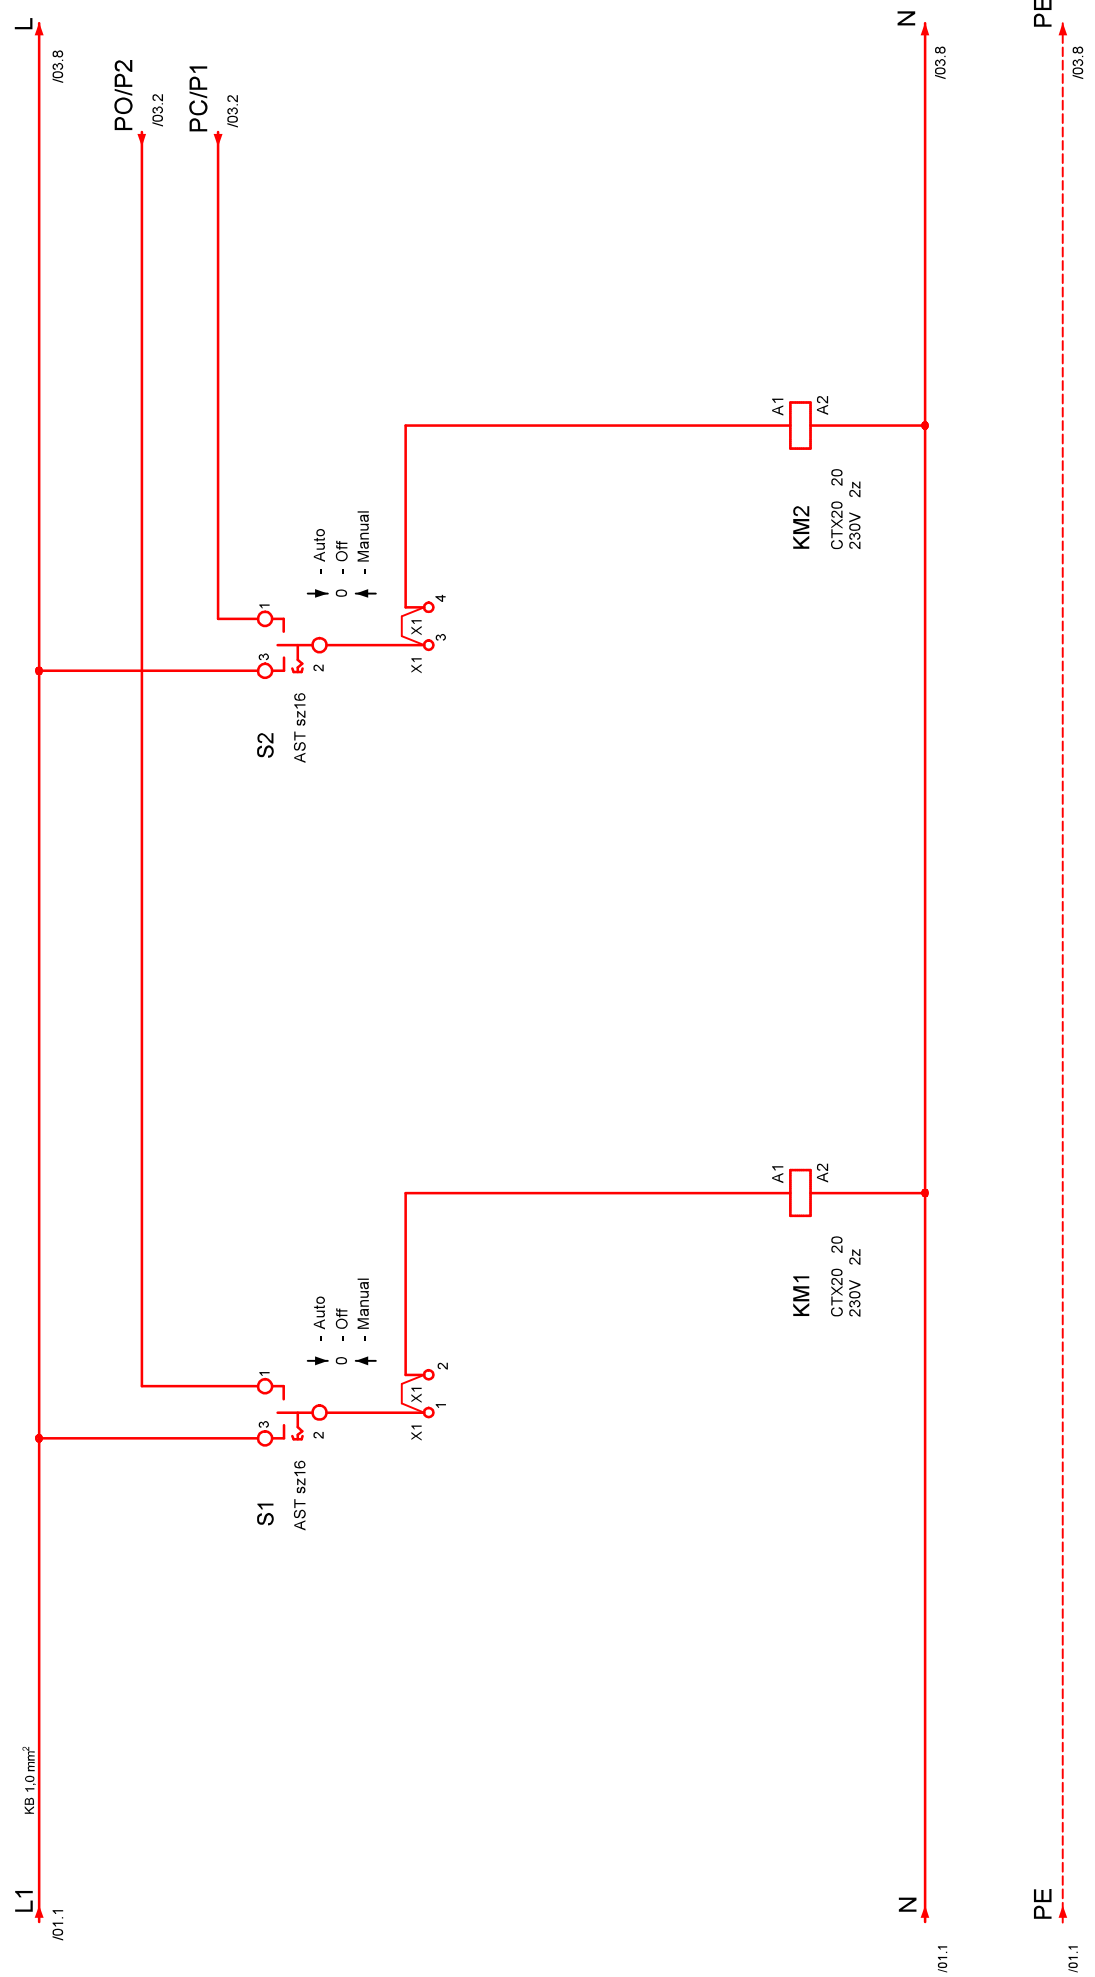 L1
/01.1
KB 1,0 mm²
L
/03.8
PO/P2
/03.2
PC/P1
/03.2
S1
AST sz16
3
1
2
- Auto
0 - Off
- Manual
X1
1
X1
2
S2
AST sz16
3
1
2
- Auto
0 - Off
- Manual
X1
3
X1
4
KM1
CTX20 20
230V 2z
A1
A2
KM2
CTX20 20
230V 2z
A1
A2
N
/01.1
N
/03.8
PE
/01.1
PE
/03.8